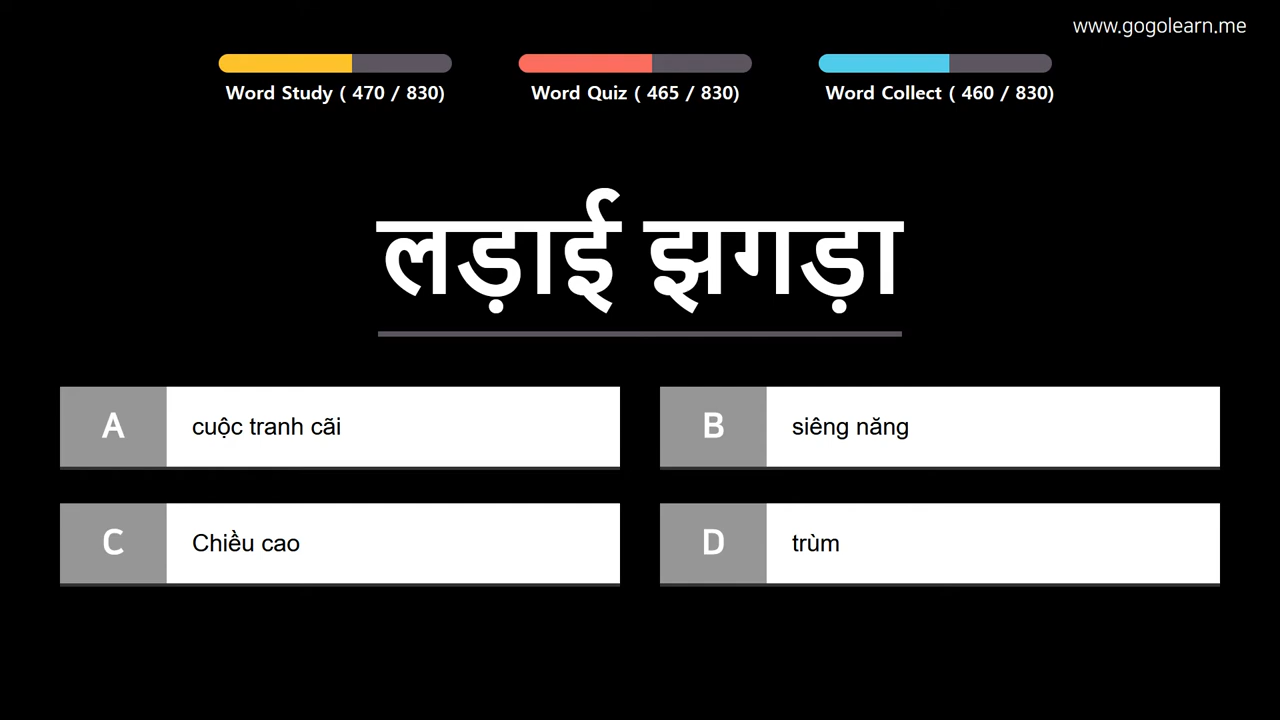 www.gogolearn.me
Word Study ( 470 / 830)
Word Quiz ( 465 / 830)
Word Collect ( 460 / 830)
लड़ाई झगड़ा
A
cuộc tranh cãi
B
siêng năng
C
Chiều cao
D
trùm